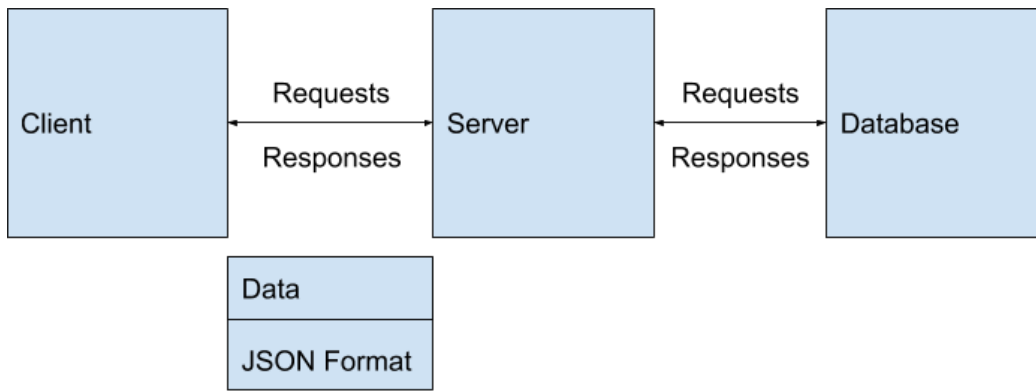 Client
Requests
Responses
Server
Requests
Responses
Database
Data
JSON Format